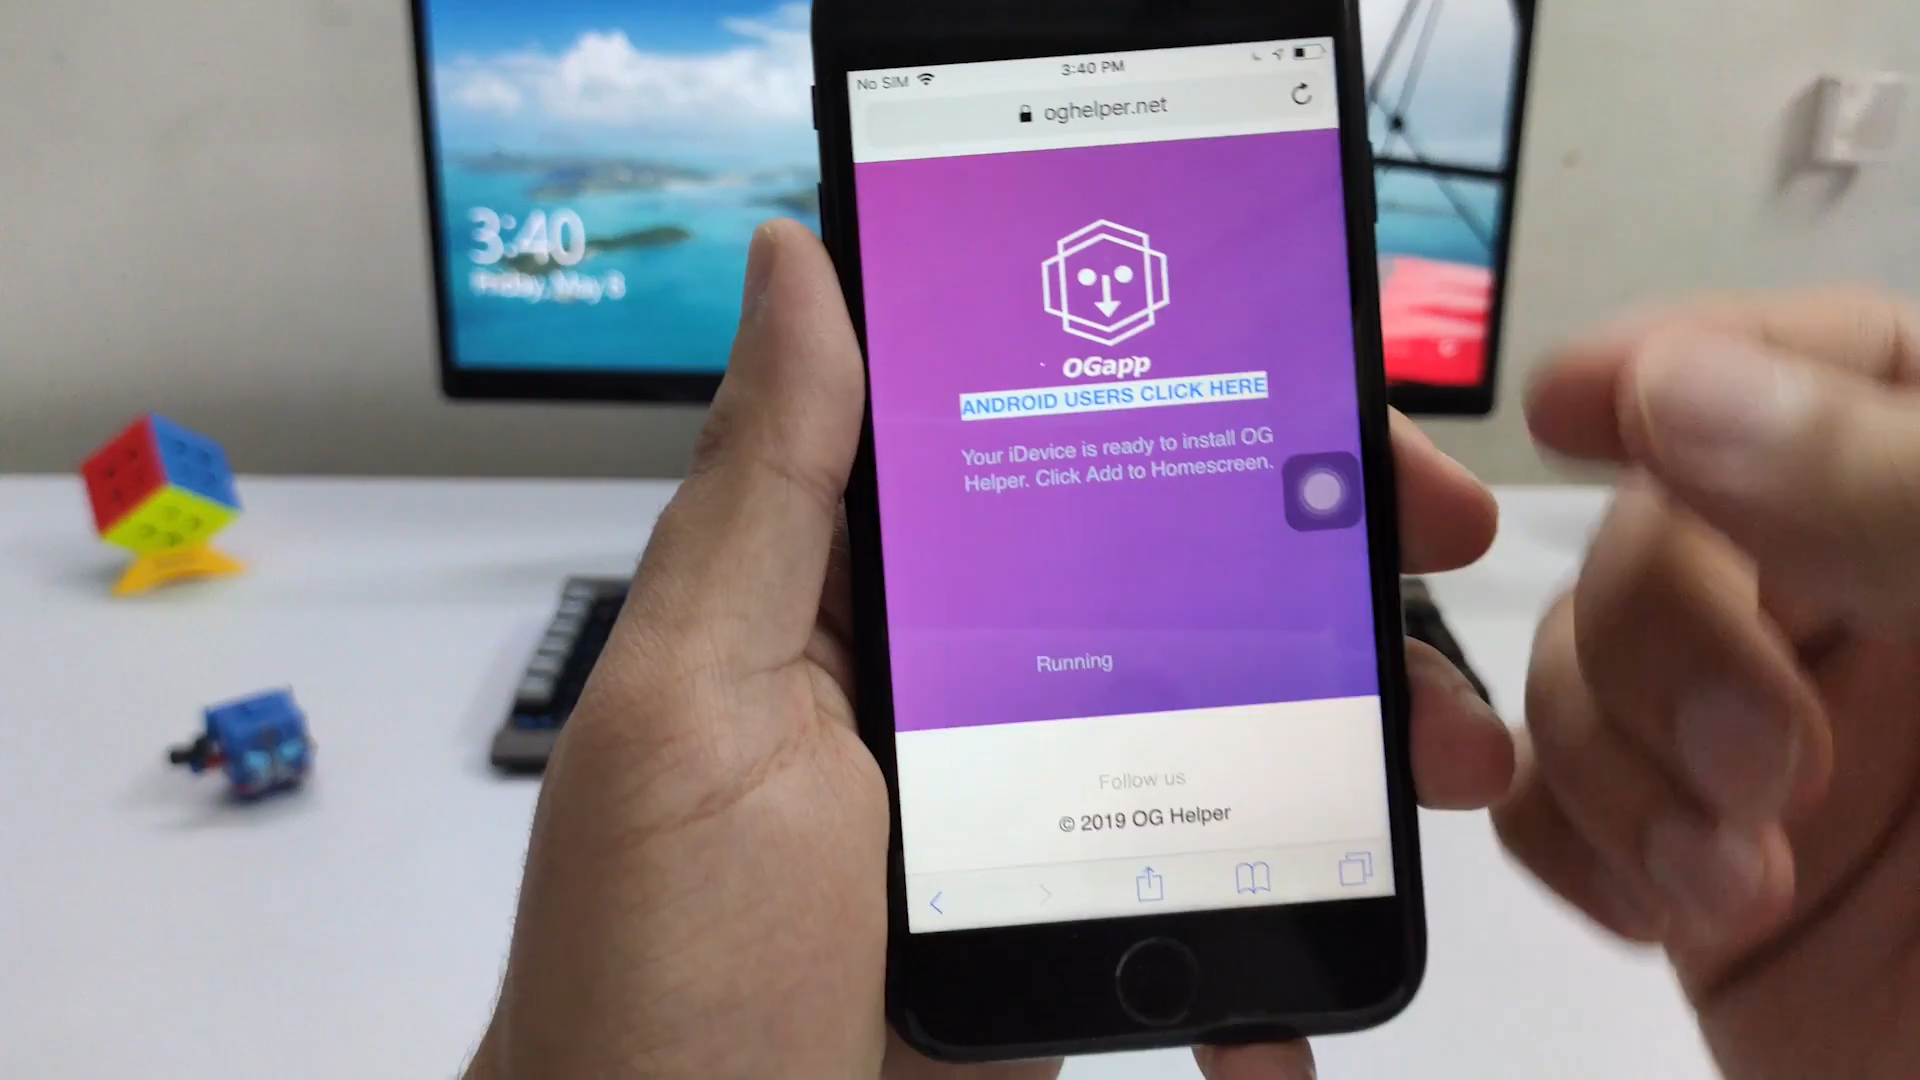 No SIM
3:40 PM
oghelper.net
OGapp
ANDROID USERS CLICK HERE
Your iDevice is ready to install OG
Helper. Click Add to Homescreen.
Running
Follow us
© 2019 OG Helper
3:40
Friday, May 8